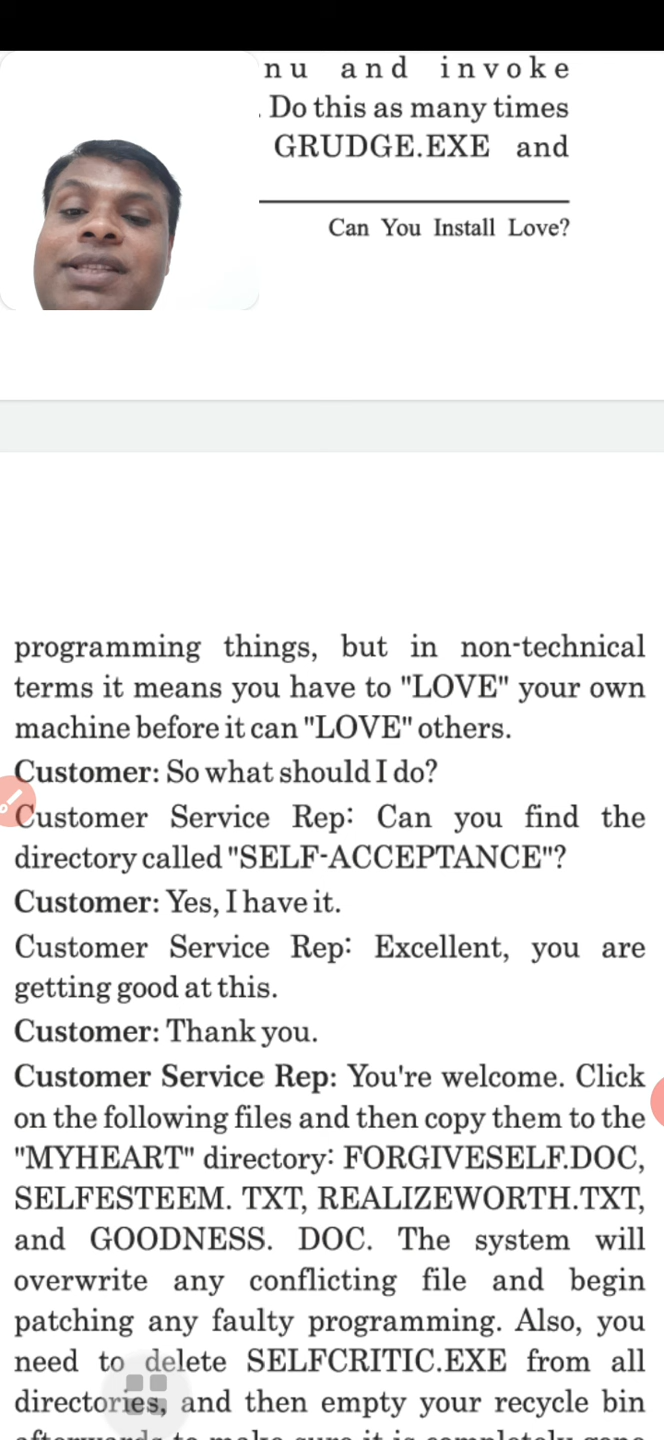 nu and invoke
. Do this as many times
GRUDGE.EXE and
Can You Install Love?
programming things, but in non-technical
terms it means you have to "LOVE" your own
machine before it can "LOVE" others.
Customer: So what should I do?
Customer Service Rep: Can you find the
directory called "SELF-ACCEPTANCE"?
Customer: Yes, I have it.
Customer Service Rep: Excellent, you are
getting good at this.
Customer: Thank you.
Customer Service Rep: You're welcome. Click
on the following files and then copy them to the
"MYHEART" directory: FORGIVESELF.DOC,
SELFESTEEM. TXT, REALIZEWORTH.TXT,
and GOODNESS. DOC. The system will
overwrite any conflicting file and begin
patching any faulty programming. Also, you
need to delete SELFCRITIC.EXE from all
directories, and then empty your recycle bin